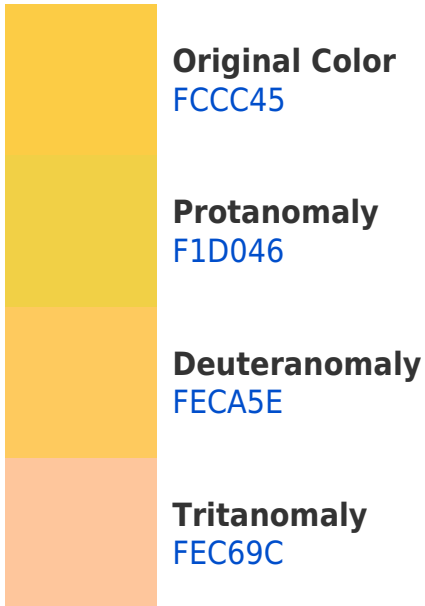 Original Color
FCCC45
Protanomaly
F1D046
Deuteranomaly
FECA5E
Tritanomaly
FEC69C